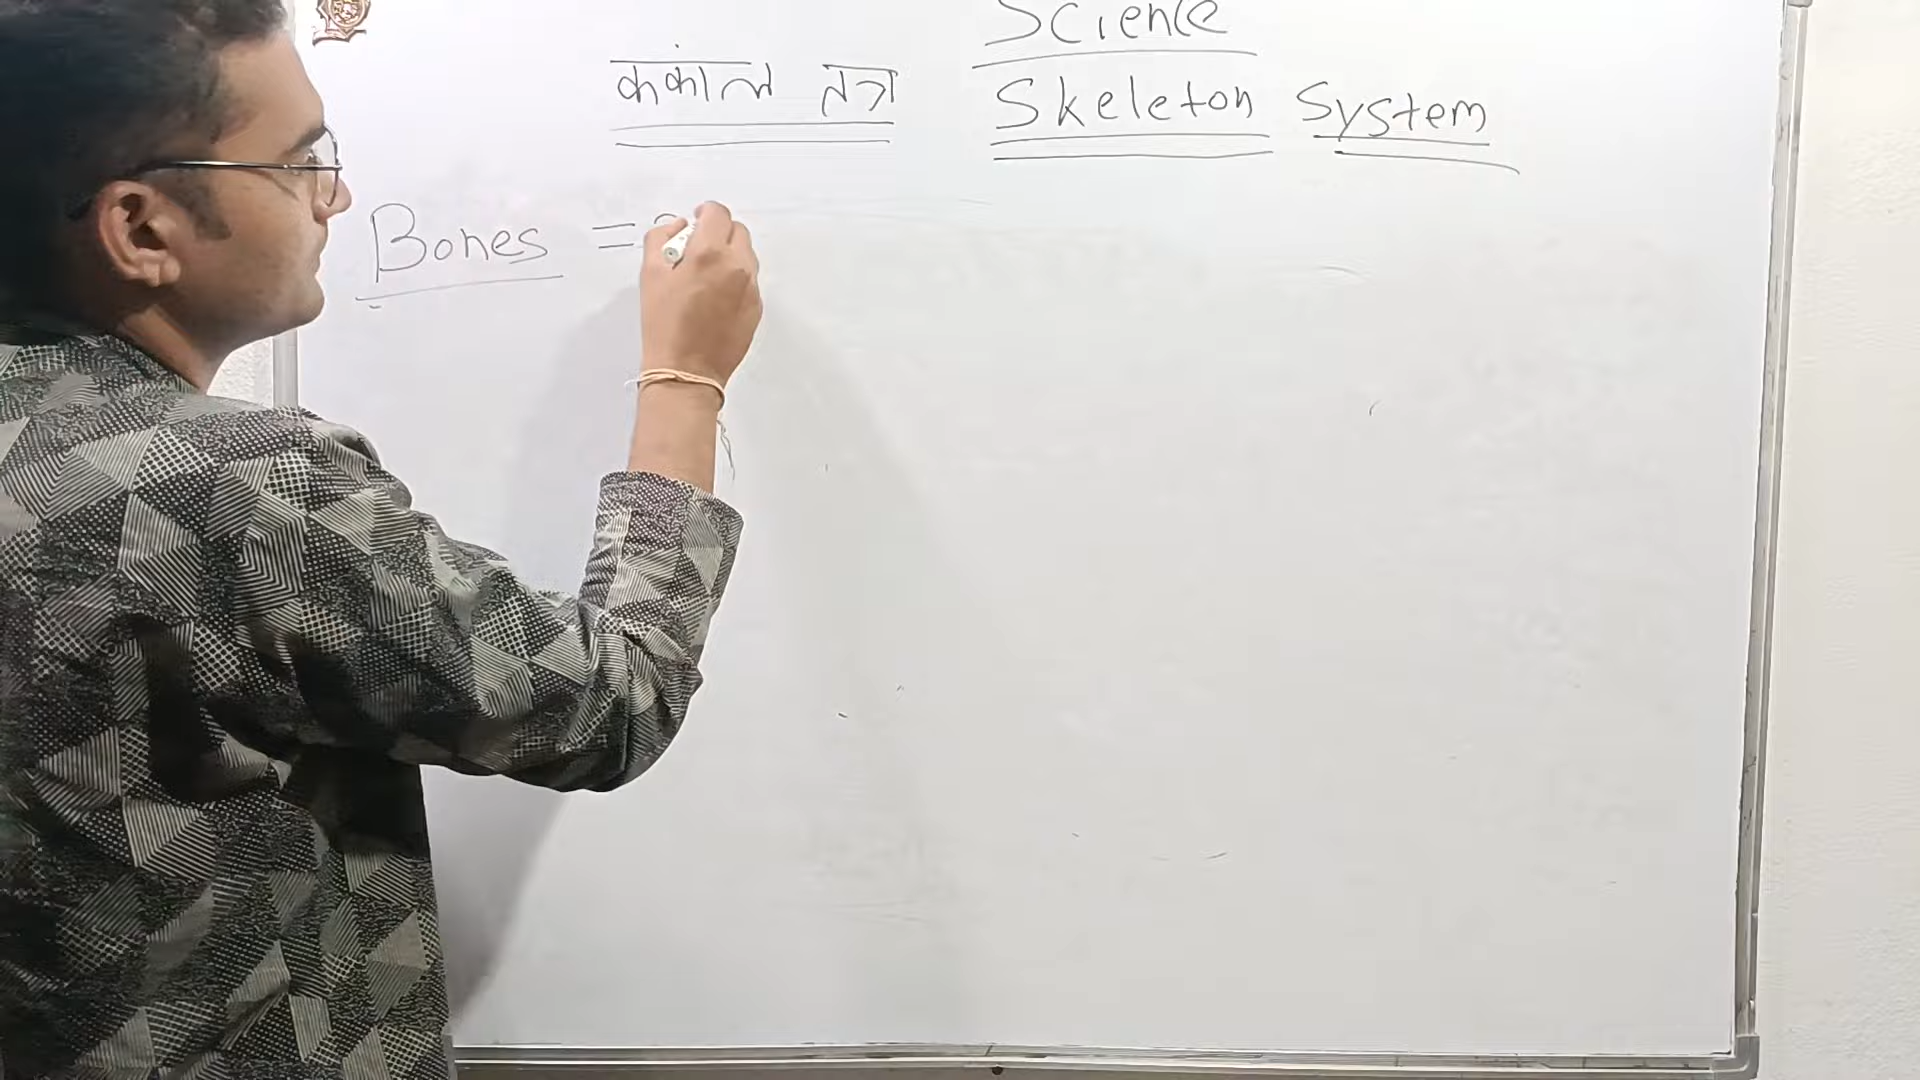 Science
कंकाल तंत्र Skeleton System
Bones =